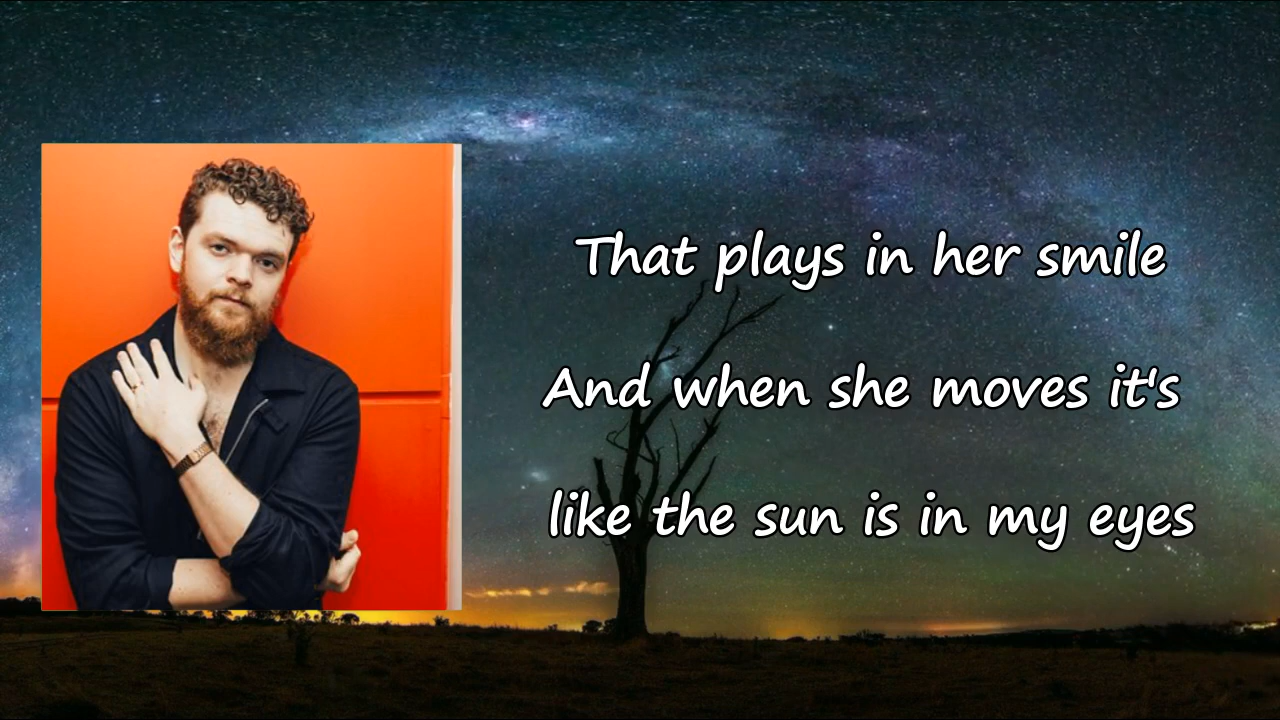 That plays in her smile
And when she moves it's
like the sun is in my eyes